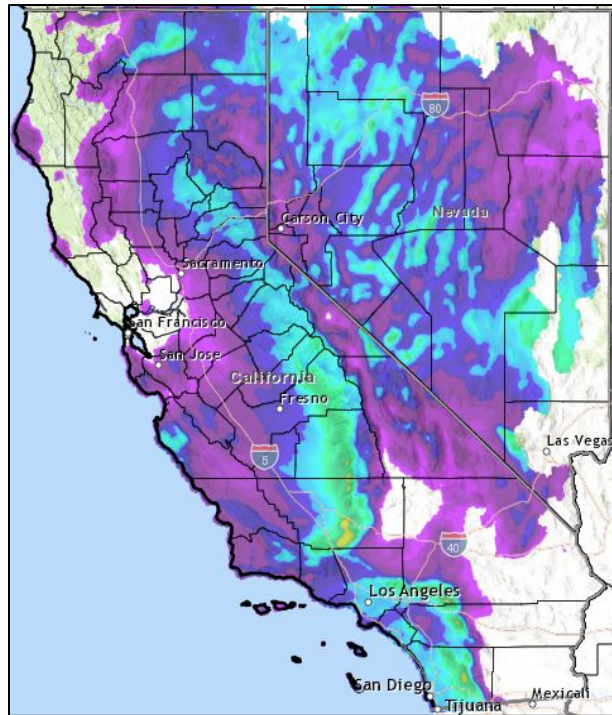 80
Carson City
Nevada
Sacramento
San Francisco
San Jose
California
Fresno
5
Las Vegas
40
Los Angeles
San Diego
Tijuana
Mexicali